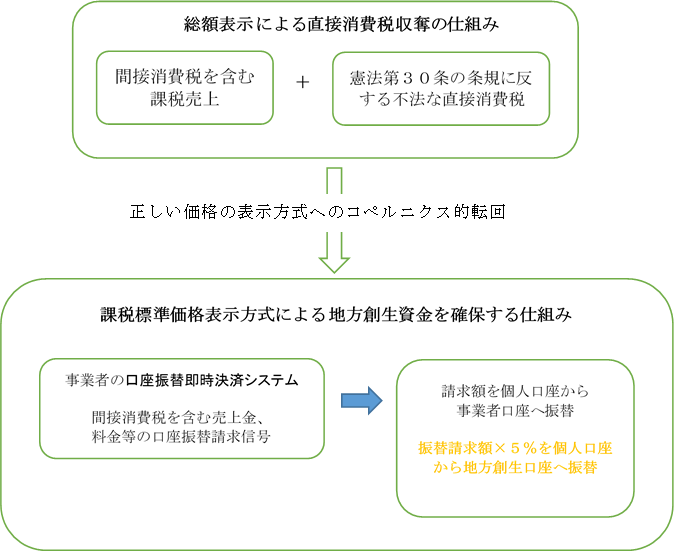 総額表示による直接消費税収奪の仕組み
間接消費税を含む
課税売上
＋
憲法第３０条の条規に反
する不法な直接消費税
正しい価格の表示方式へのコペルニクス的転回
課税標準価格表示方式による地方創生資金を確保する仕組み
事業者の口座振替即時決済システム
間接消費税を含む売上金、
料金等の口座振替請求信号
請求額を個人口座から
事業者口座へ振替
振替請求額×５％を個人口座
から地方創生口座へ振替